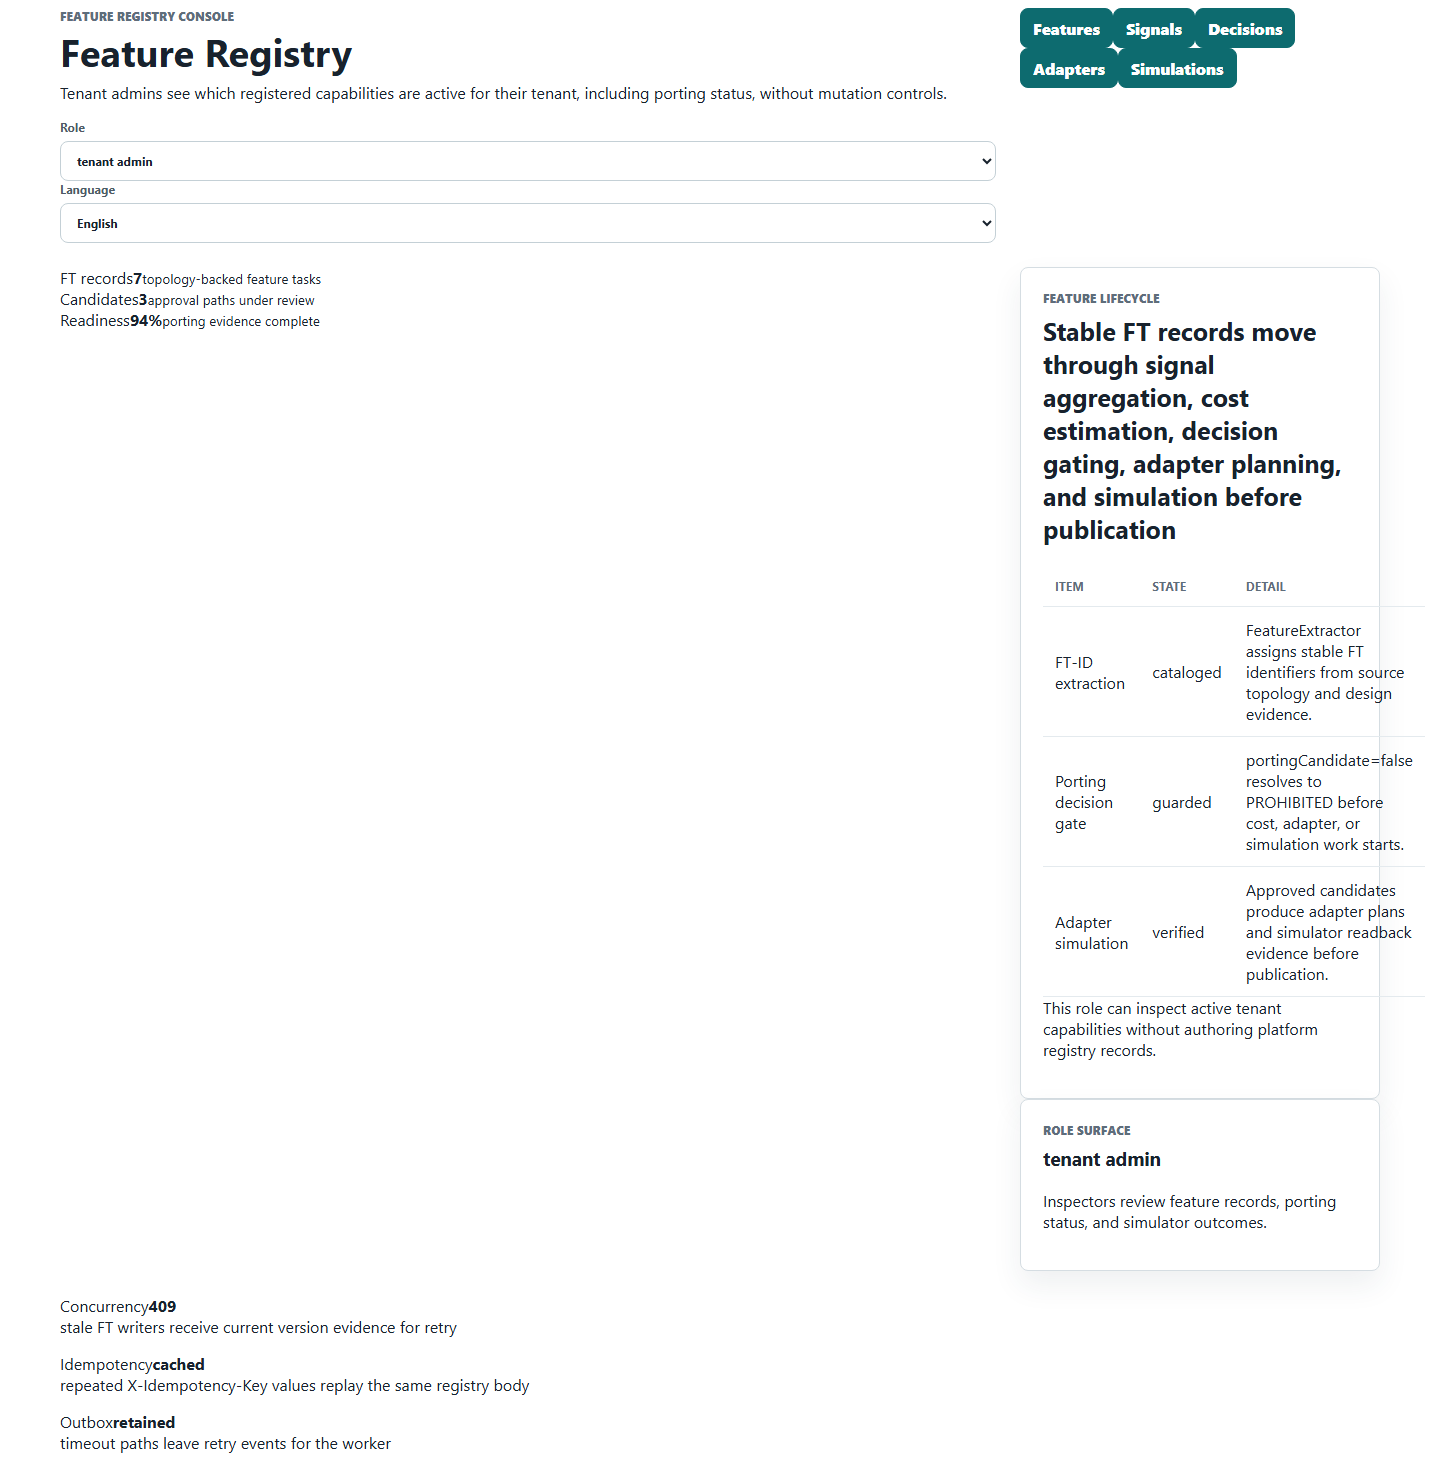 FEATURE REGISTRY CONSOLE
Feature Registry
Tenant admins see which registered capabilities are active for their tenant, including porting status, without mutation controls.
Role
tenant admin
Language
English
Features Signals Decisions
Adapters Simulations
FT records7topology-backed feature tasks
Candidates3approval paths under review
Readiness94%porting evidence complete
FEATURE LIFECYCLE
Stable FT records move
through signal
aggregation, cost
estimation, decision
gating, adapter planning,
and simulation before
publication
ITEM STATE DETAIL
FT-ID
extraction
cataloged
FeatureExtractor
assigns stable FT
identifiers from source
topology and design
evidence.
Porting
decision
gate
guarded
portingCandidate=false
resolves to
PROHIBITED before
cost, adapter, or
simulation work starts.
Adapter
simulation
verified
Approved candidates
produce adapter plans
and simulator readback
evidence before
publication.
This role can inspect active tenant
capabilities without authoring platform
registry records.
ROLE SURFACE
tenant admin
Inspectors review feature records, porting
status, and simulator outcomes.
Concurrency409
stale FT writers receive current version evidence for retry
Idempotencycached
repeated X-Idempotency-Key values replay the same registry body
Outboxretained
timeout paths leave retry events for the worker